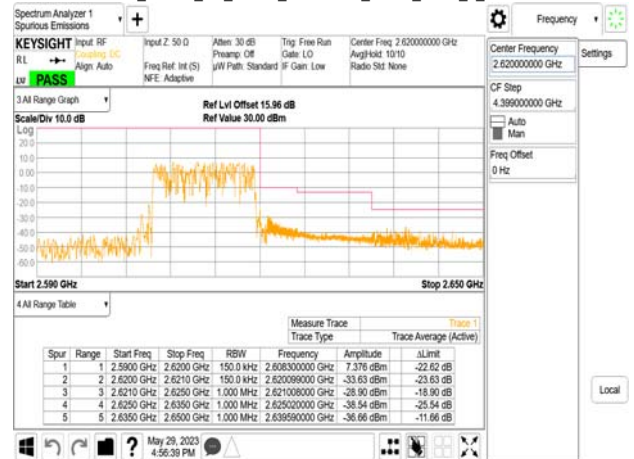 Spectrum Analyzer 1
Spurious Emissions
Frequency
KEYSIGHT Input: RF Input Z: 50 Ω Atten: 30 dB Trig: Free Run Center Freq: 2.620000000 GHz
RL Coupling: DC Preamp: Off Gate: LO Avg|Hold: 10/10
Align: Auto Freq Ref: Int (S) µW Path: Standard IF Gain: Low Radio Std: None
NFE: Adaptive
PASS
Center Frequency
2.620000000 GHz
Settings
CF Step
4.399000000 GHz
Auto
Man
Freq Offset
0 Hz
3 All Range Graph
Ref Lvl Offset 15.96 dB
Scale/Div 10.0 dB Ref Value 30.00 dBm
Log
20.0
10.0
0.00
-10.0
-20.0
-30.0
-40.0
-50.0
-60.0
Start 2.590 GHz Stop 2.650 GHz
4 All Range Table
Measure Trace Trace 1
Trace Type Trace Average (Active)
Spur Range Start Freq Stop Freq RBW Frequency Amplitude ΔLimit
1 1 2.5900 GHz 2.6200 GHz 150.0 kHz 2.608300000 GHz 7.376 dBm -22.62 dB
2 2 2.6200 GHz 2.6210 GHz 150.0 kHz 2.620099000 GHz -33.63 dBm -23.63 dB
3 3 2.6210 GHz 2.6250 GHz 1.000 MHz 2.621008000 GHz -28.90 dBm -18.90 dB
4 4 2.6250 GHz 2.6350 GHz 1.000 MHz 2.625020000 GHz -38.54 dBm -25.54 dB
5 5 2.6350 GHz 2.6500 GHz 1.000 MHz 2.639590000 GHz -36.66 dBm -11.66 dB
Local
May 29, 2023
4:56:39 PM